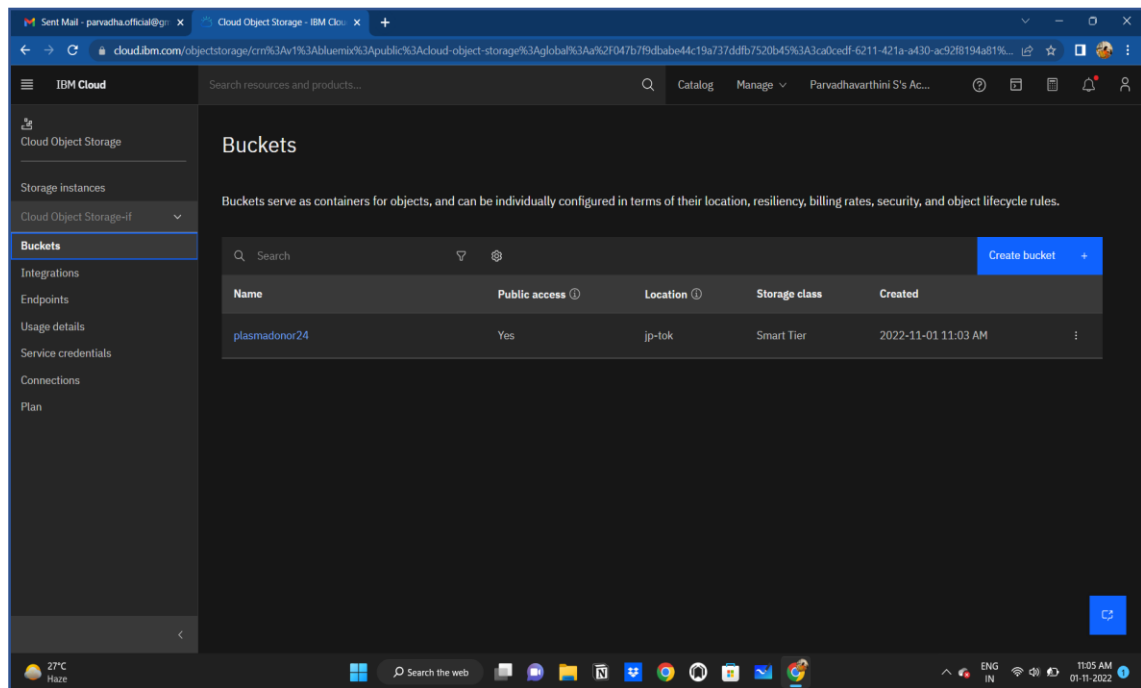 Sent Mail - parvadha.official@gm
Cloud Object Storage - IBM Clou
cloud.ibm.com/objectstorage/crn%3Av1%3Abluemix%3Apublic%3Acloud-object-storage%3Aglobal%3Aa%2F047b7f9dbabe44c19a737ddfb7520b45%3A3ca0cedf-6211-421a-a430-ac92f8194a81%...
IBM Cloud
Search resources and products...
Catalog
Manage
Parvadhavarthini S's Ac...
Cloud Object Storage
Storage instances
Cloud Object Storage-if
Buckets
Integrations
Endpoints
Usage details
Service credentials
Connections
Plan
Buckets
Buckets serve as containers for objects, and can be individually configured in terms of their location, resiliency, billing rates, security, and object lifecycle rules.
Search
Create bucket +
Name Public access Location Storage class Created
plasmadonor24 Yes jp-tok Smart Tier 2022-11-01 11:03 AM
27°C
Haze
Search the web
ENG
IN
11:05 AM
01-11-2022
1